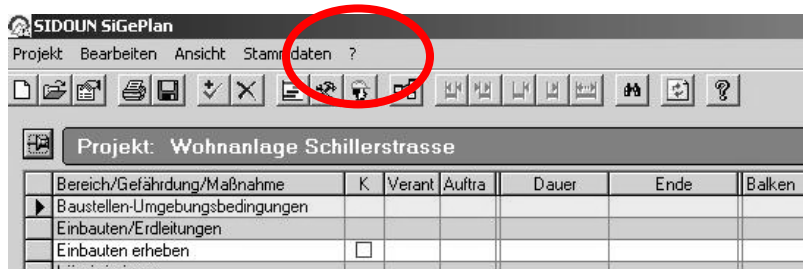 SIDOUN SiGePlan
Projekt Bearbeiten Ansicht Stammdaten ?
Projekt: Wohnanlage Schillerstrasse
Bereich/Gefährdung/Maßnahme K Verant Auftra Dauer Ende Balken
Baustellen-Umgebungsbedingungen
Einbauten/Erdleitungen
Einbauten erheben